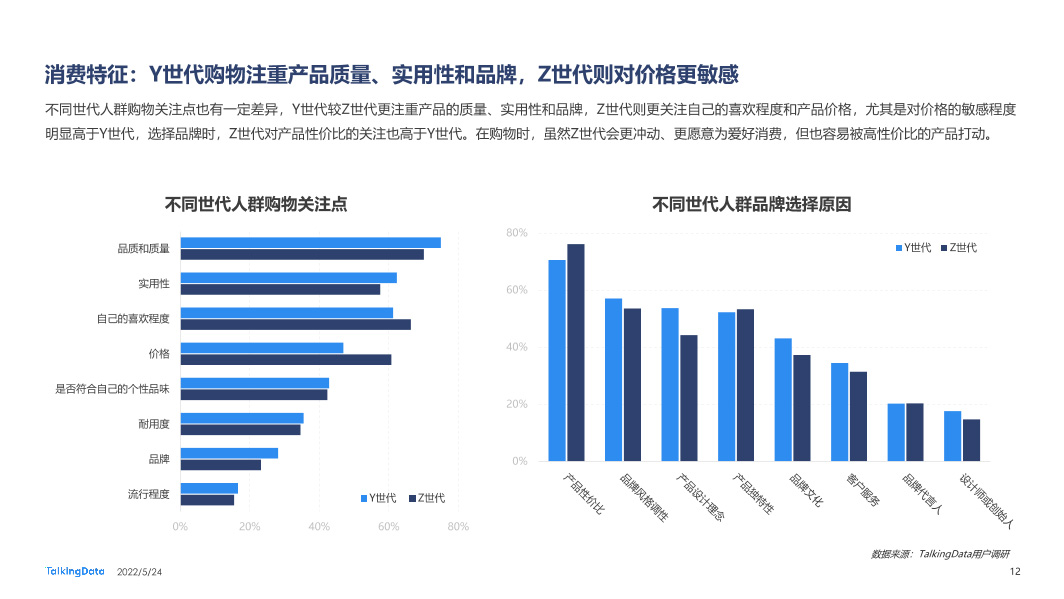 消费特征：Y世代购物注重产品质量、实用性和品牌，Z世代则对价格更敏感
不同世代人群购物关注点也有一定差异，Y世代较Z世代更注重产品的质量、实用性和品牌，Z世代则更关注自己的喜欢程度和产品价格，尤其是对价格的敏感程度
明显高于Y世代，选择品牌时，Z世代对产品性价比的关注也高于Y世代。在购物时，虽然Z世代会更冲动、更愿意为爱好消费，但也容易被高性价比的产品打动。
不同世代人群购物关注点
品质和质量
实用性
自己的喜欢程度
价格
是否符合自己的个性品味
耐用度
品牌
流行程度
Y世代 Z世代
0% 20% 40% 60% 80%
不同世代人群品牌选择原因
Y世代 Z世代
80%
60%
40%
20%
0%
产品性价比
品牌风格调性
产品设计理念
产品独特性
品牌文化
客户服务
品牌代言人
设计师或创始人
数据来源：TalkingData用户调研
TalkingData 2022/5/24
12